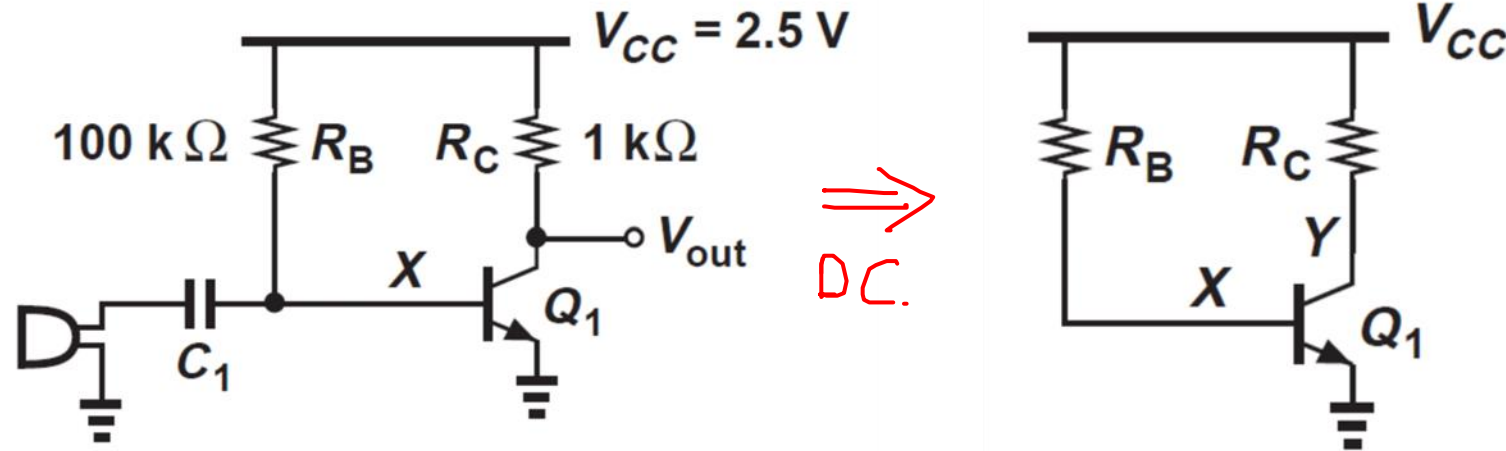 V_CC = 2.5 V
100 kΩ R_B R_C 1 kΩ
V_out
X
Q_1
C_1
D C.
V_CC
R_B R_C
Y
X
Q_1